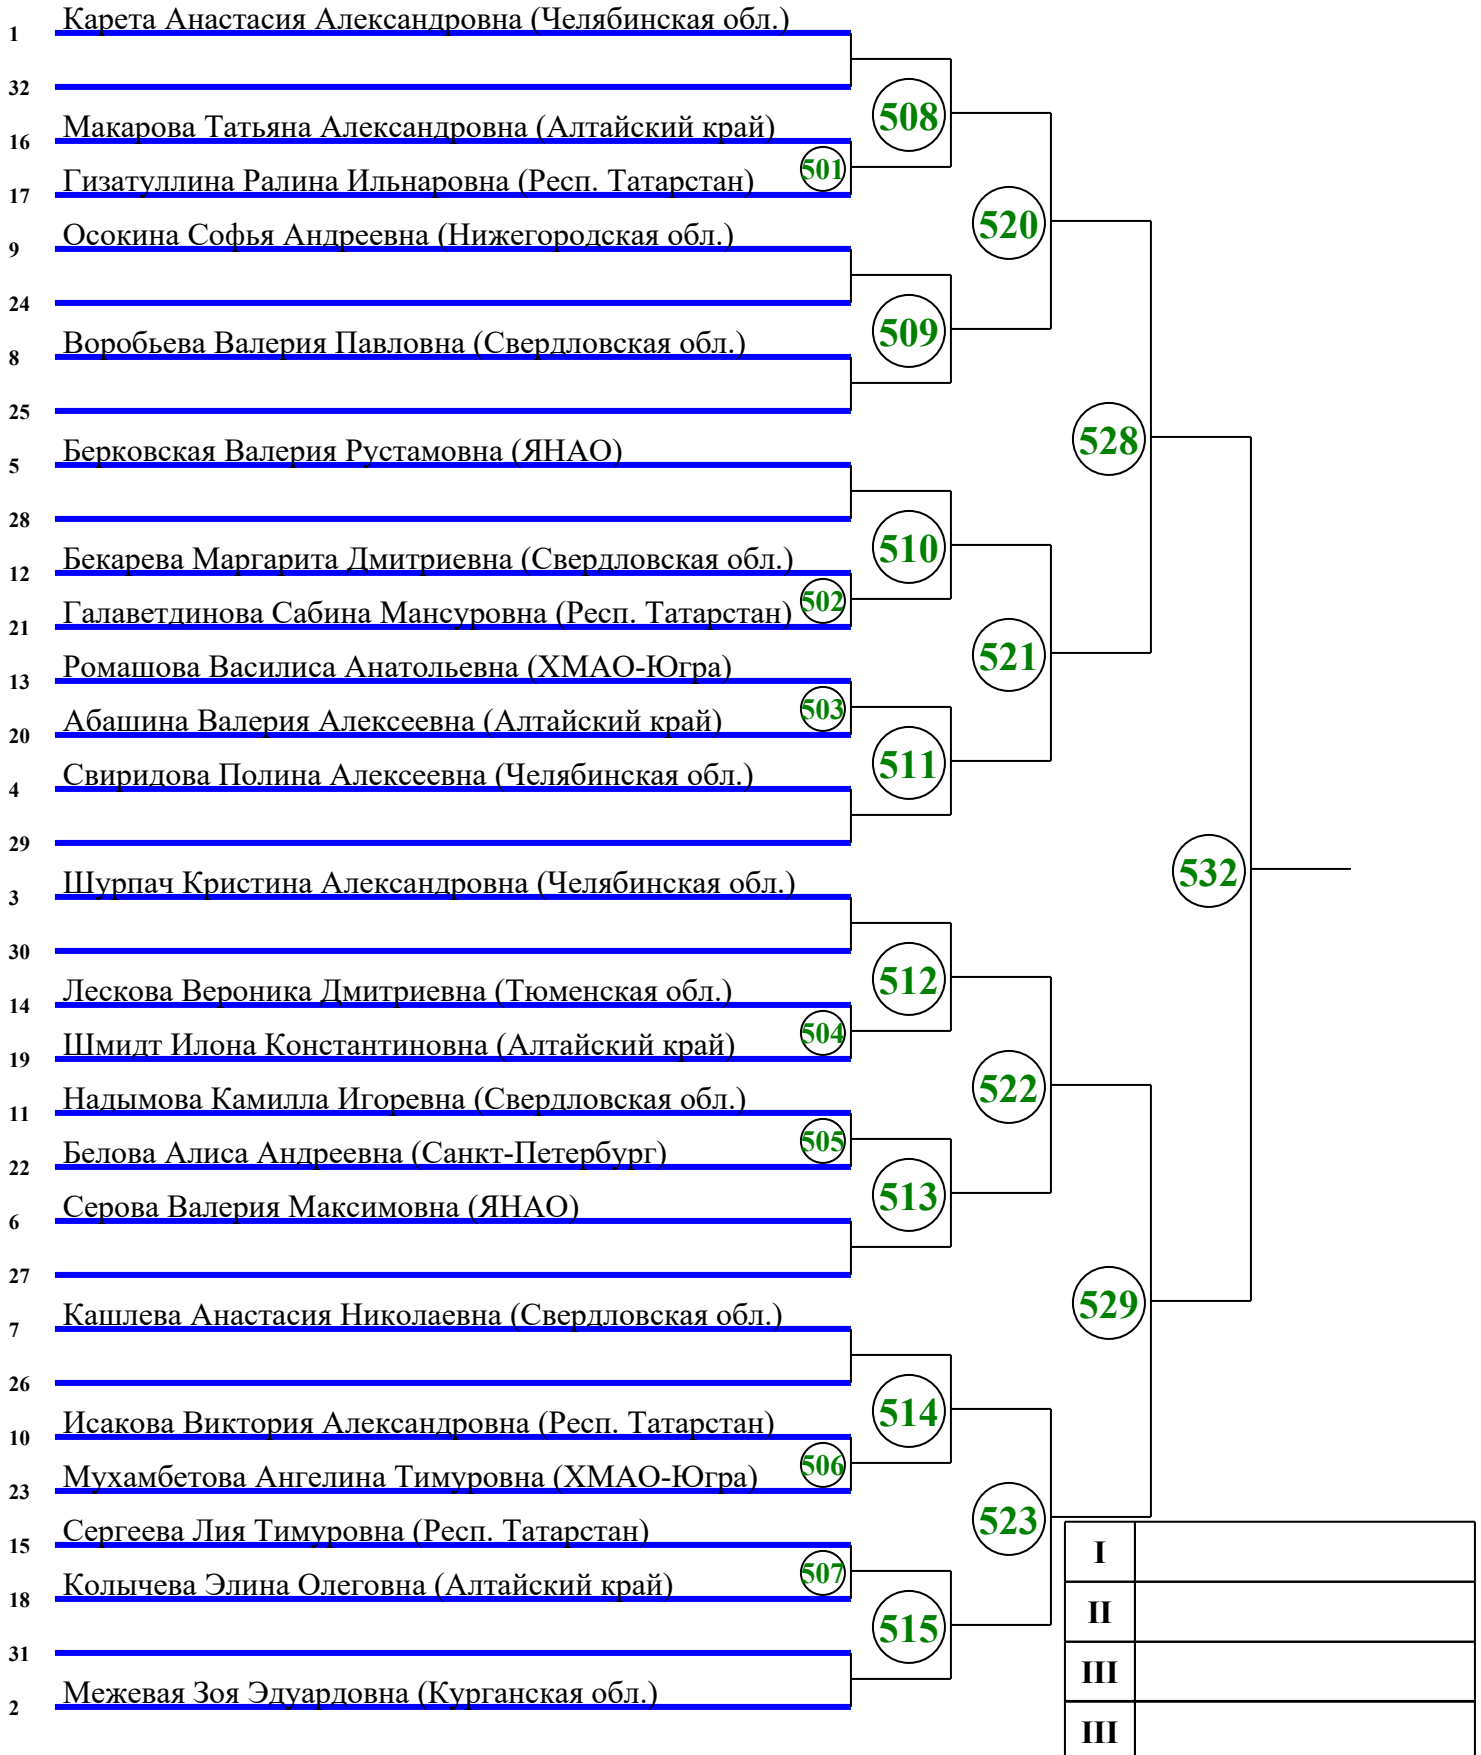 Карета Анастасия Александровна (Челябинская обл.)
1
32
508
Макарова Татьяна Александровна (Алтайский край)
16
501
Гизатуллина Ралина Ильнаровна (Респ. Татарстан)
17
520
Осокина Софья Андреевна (Нижегородская обл.)
9
24
509
Воробьева Валерия Павловна (Свердловская обл.)
8
25
528
Берковская Валерия Рустамовна (ЯНАО)
5
28
510
Бекарева Маргарита Дмитриевна (Свердловская обл.)
12
502
Галаветдинова Сабина Мансуровна (Респ. Татарстан)
21
521
Ромашова Василиса Анатольевна (ХМАО-Югра)
13
503
Абашина Валерия Алексеевна (Алтайский край)
20
511
Свиридова Полина Алексеевна (Челябинская обл.)
4
29
532
Шурпач Кристина Александровна (Челябинская обл.)
3
30
512
Лескова Вероника Дмитриевна (Тюменская обл.)
14
504
Шмидт Илона Константиновна (Алтайский край)
19
522
Надымова Камилла Игоревна (Свердловская обл.)
11
505
Белова Алиса Андреевна (Санкт-Петербург)
22
513
Серова Валерия Максимовна (ЯНАО)
6
27
529
Кашлева Анастасия Николаевна (Свердловская обл.)
7
26
514
Исакова Виктория Александровна (Респ. Татарстан)
10
506
Мухамбетова Ангелина Тимуровна (ХМАО-Югра)
23
523
Сергеева Лия Тимуровна (Респ. Татарстан)
15
507
Колычева Элина Олеговна (Алтайский край)
18
515
31
Межевая Зоя Эдуардовна (Курганская обл.)
2
I
II
III
III